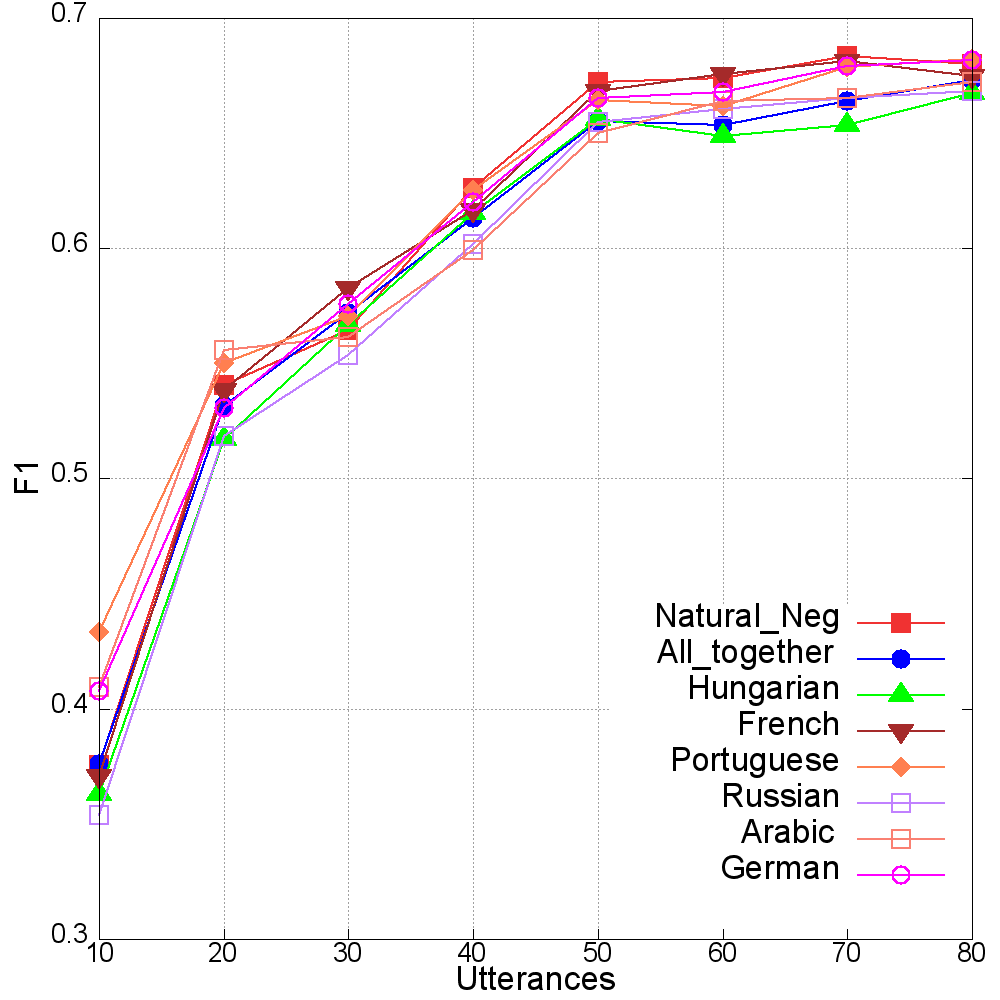 0.7
0.6
0.5
0.4
0.3
F1
Natural_Neg
All_together
Hungarian
French
Portuguese
Russian
Arabic
German
10 20 30 40 50 60 70 80
Utterances